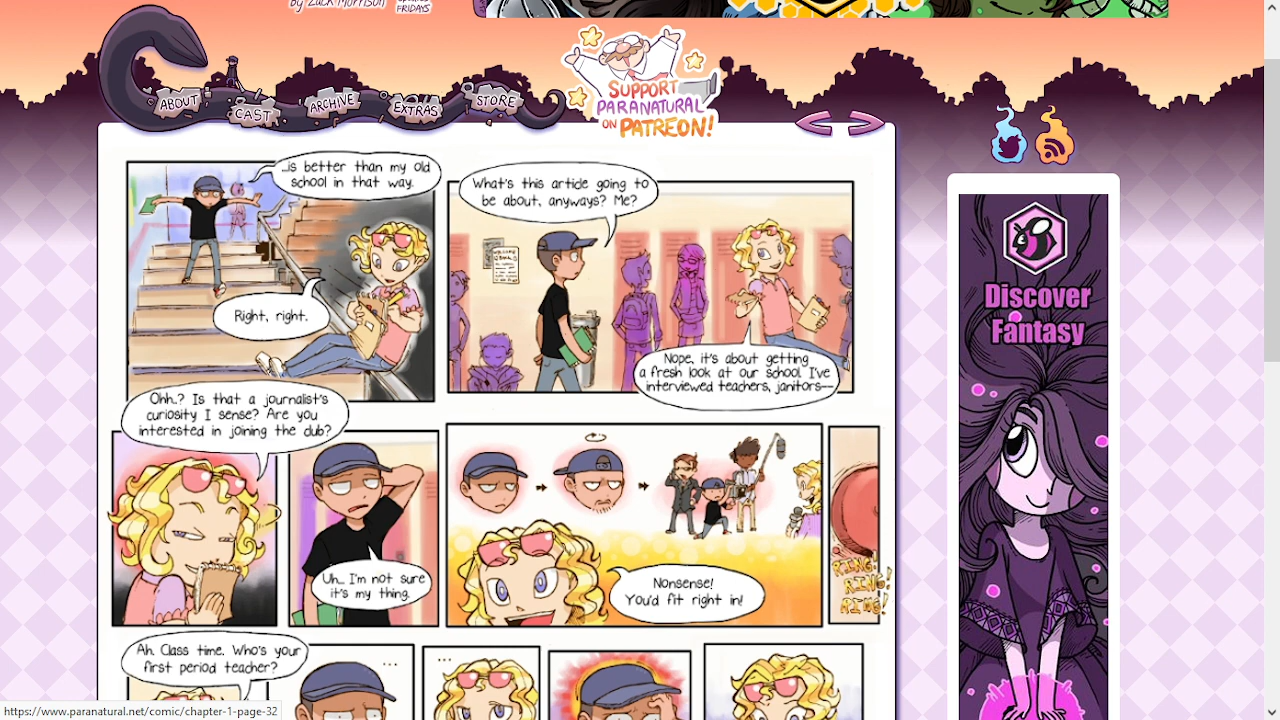 by Zack Morrison
FRIDAYS
ABOUT
CAST
ARCHIVE
EXTRAS
STORE
SUPPORT
PARANATURAL
ON PATREON!
...is better than my old
school in that way.
Right, right.
What's this article going to
be about, anyways? Me?
WELCOME
BACK
Nope, it's about getting
a fresh look at our school. I've
interviewed teachers, janitors--
Ohh..? Is that a journalist's
curiosity I sense? Are you
interested in joining the club?
Uh... I'm not sure
it's my thing.
Nonsense!
You'd fit right in!
RING!
RING!
RING!
Ah. Class time. Who's your
first period teacher?
...
...
Discover
Fantasy
https://www.paranatural.net/comic/chapter-1-page-32